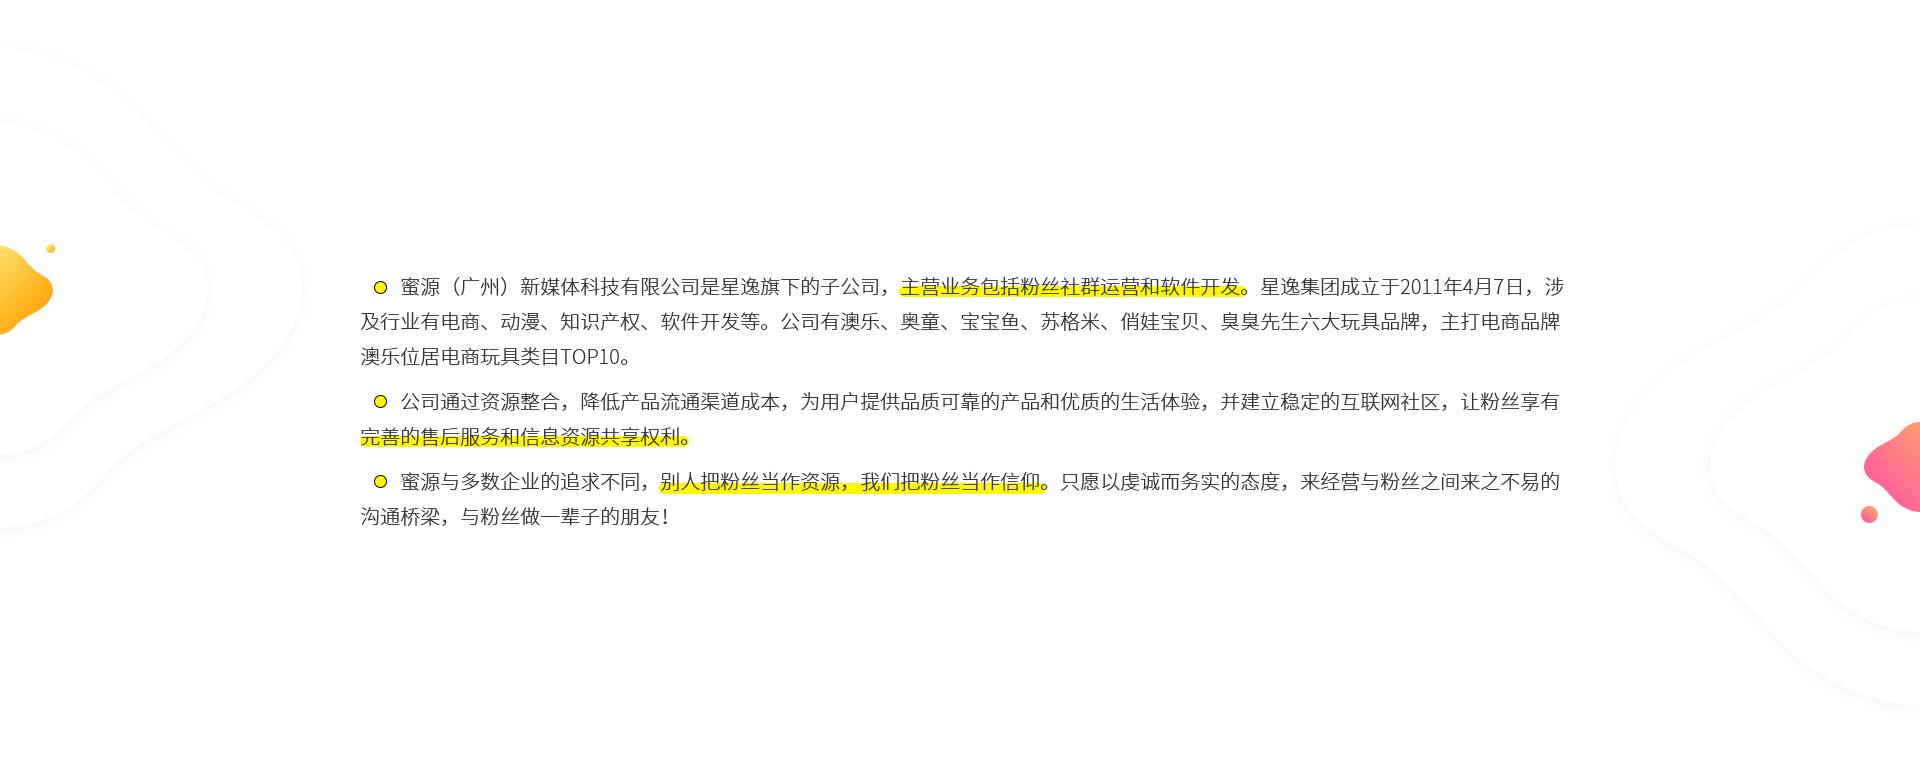 蜜源（广州）新媒体科技有限公司是星逸旗下的子公司，主营业务包括粉丝社群运营和软件开发。星逸集团成立于2011年4月7日，涉
及行业有电商、动漫、知识产权、软件开发等。公司有澳乐、奥童、宝宝鱼、苏格米、俏娃宝贝、臭臭先生六大玩具品牌，主打电商品牌
澳乐位居电商玩具类目TOP10。
公司通过资源整合，降低产品流通渠道成本，为用户提供品质可靠的产品和优质的生活体验，并建立稳定的互联网社区，让粉丝享有
完善的售后服务和信息资源共享权利。
蜜源与多数企业的追求不同，别人把粉丝当作资源，我们把粉丝当作信仰。只愿以虔诚而务实的态度，来经营与粉丝之间来之不易的
沟通桥梁，与粉丝做一辈子的朋友！